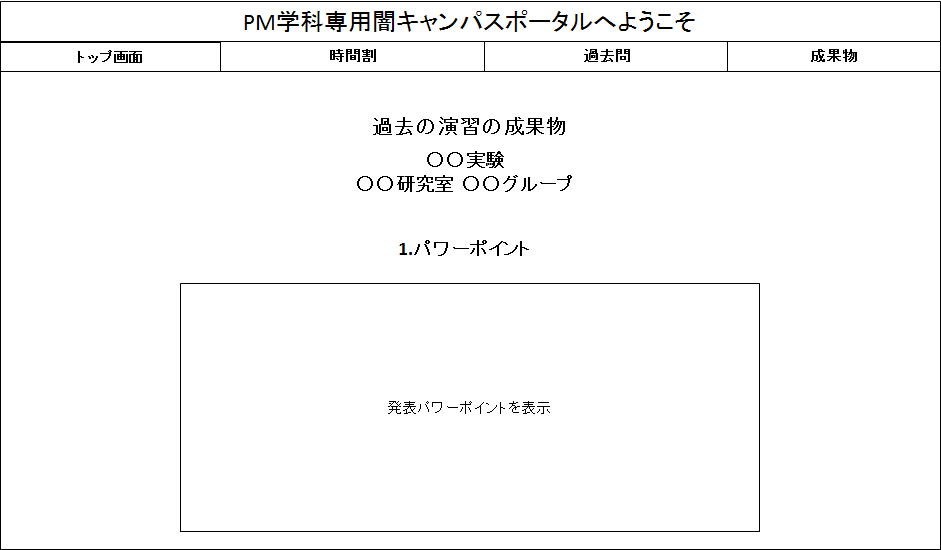 PM学科専用闇キャンパスポータルへようこそ
トップ画面 時間割 過去問 成果物
過去の演習の成果物
〇〇実験
〇〇研究室 〇〇グループ
1.パワーポイント
発表パワーポイントを表示